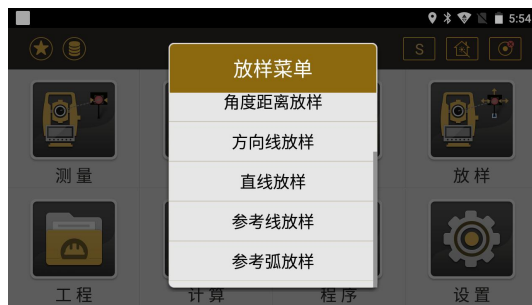 5:54
S
放样菜单
角度距离放样
方向线放样
直线放样
参考线放样
参考弧放样
测量
放样
工程
计算
程序
设置